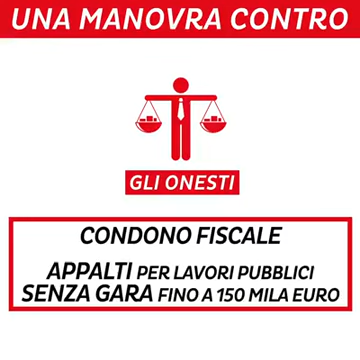 UNA MANOVRA CONTRO
GLI ONESTI
CONDONO FISCALE
APPALTI PER LAVORI PUBBLICI
SENZA GARA FINO A 150 MILA EURO